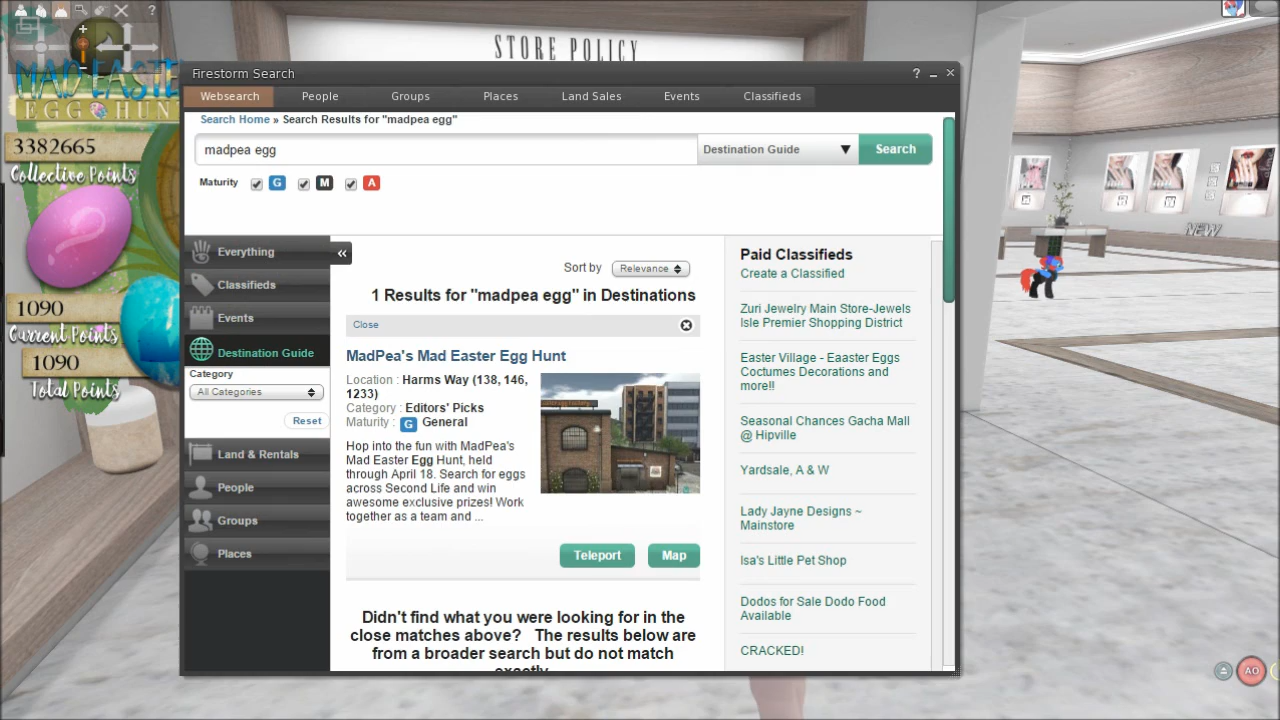 ?
STORE POLICY
MAD EASTE
EGG HUN
3382665
Collective Points
1090
Current Points
1090
Total Points
Firestorm Search
?
Websearch
People
Groups
Places
Land Sales
Events
Classifieds
Search Home » Search Results for "madpea egg"
madpea egg
Destination Guide
Search
Maturity
G
M
A
Everything
Classifieds
Events
Destination Guide
Category
All Categories
Reset
Land & Rentals
People
Groups
Places
«
Sort by
Relevance
1 Results for "madpea egg" in Destinations
Close
MadPea's Mad Easter Egg Hunt
Location : Harms Way (138, 146,
1233)
Category : Editors' Picks
Maturity : G General
Hop into the fun with MadPea's
Mad Easter Egg Hunt, held
through April 18. Search for eggs
across Second Life and win
awesome exclusive prizes! Work
together as a team and ...
Teleport
Map
Didn't find what you were looking for in the
close matches above? The results below are
from a broader search but do not match
exactly.
Paid Classifieds
Create a Classified
Zuri Jewelry Main Store-Jewels
Isle Premier Shopping District
Easter Village - Eaaster Eggs
Coctumes Decorations and
more!!
Seasonal Chances Gacha Mall
@ Hipville
Yardsale, A & W
Lady Jayne Designs ~
Mainstore
Isa's Little Pet Shop
Dodos for Sale Dodo Food
Available
CRACKED!
NEW
AO